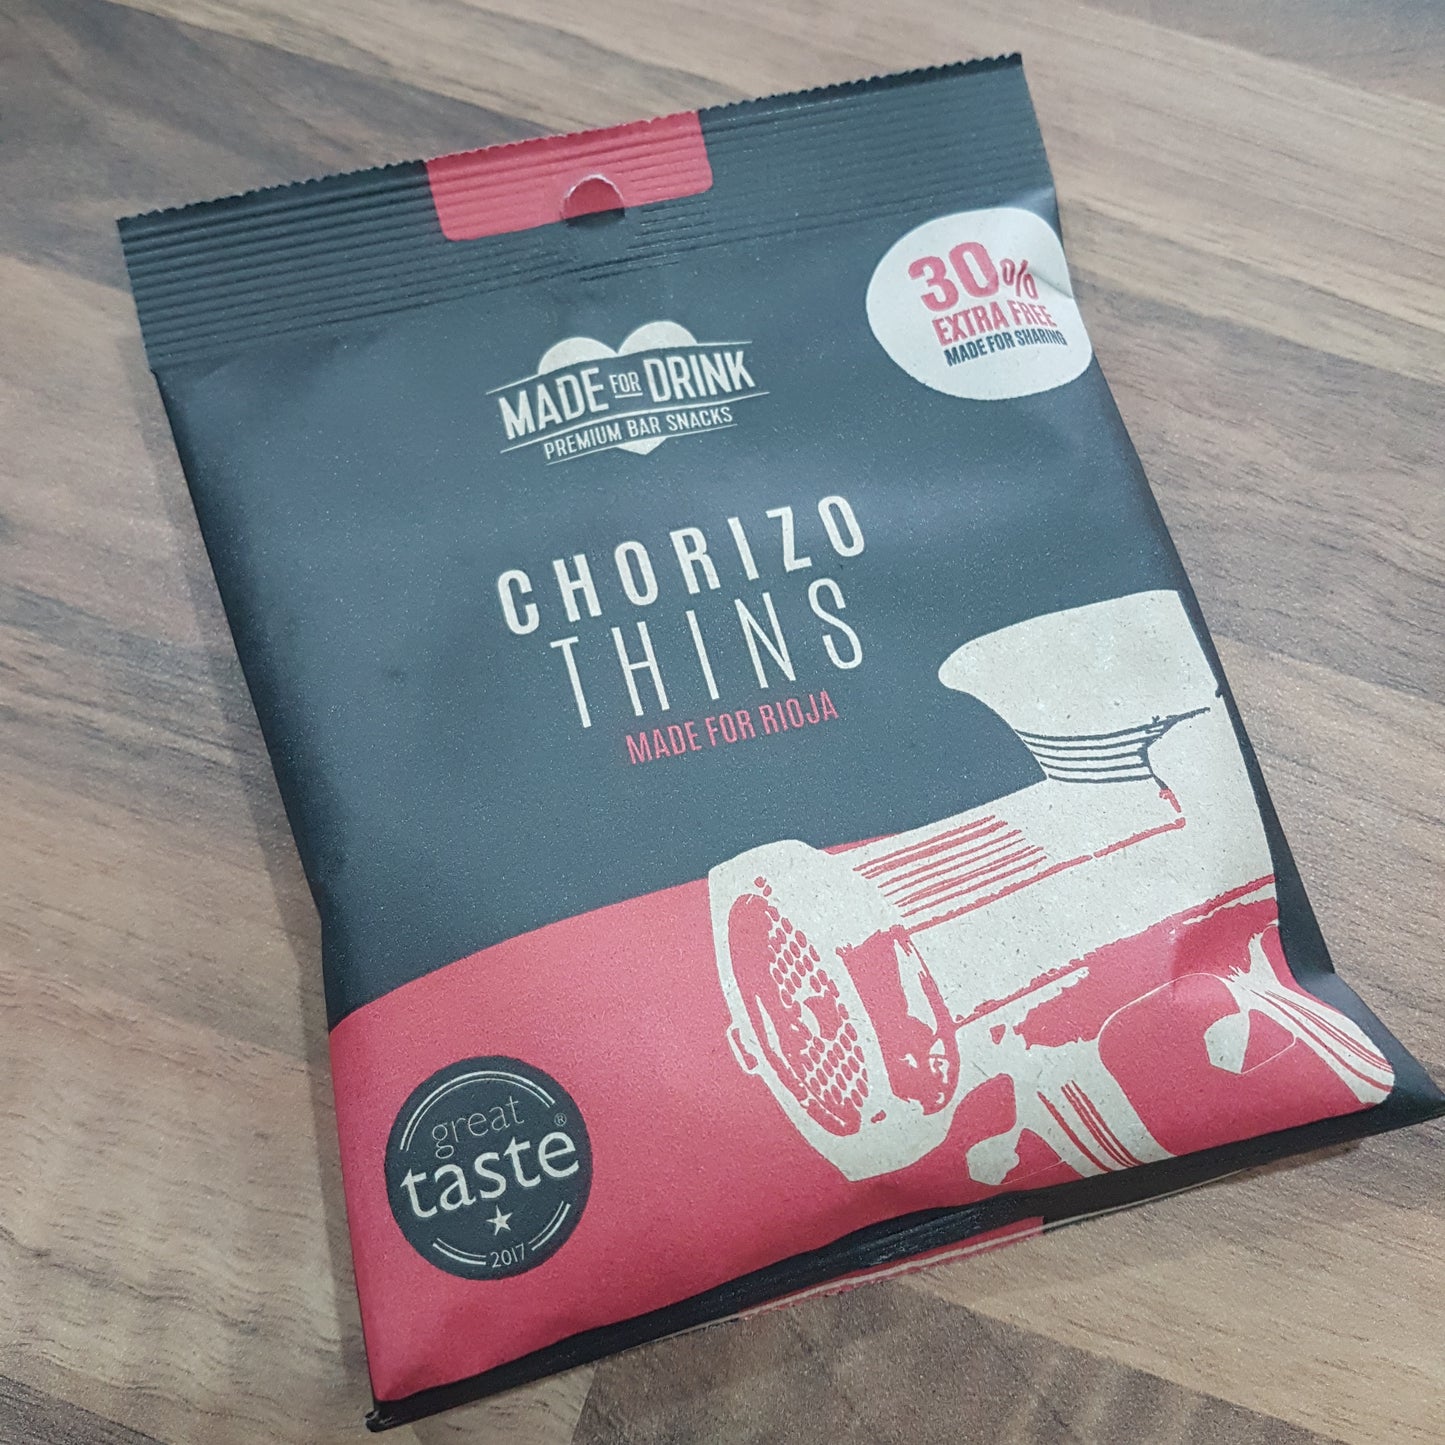 30%
EXTRA FREE
MADE FOR SHARING
MADE FOR DRINK
PREMIUM BAR SNACKS
CHORIZO
THINS
MADE FOR RIOJA
great
taste®
2017